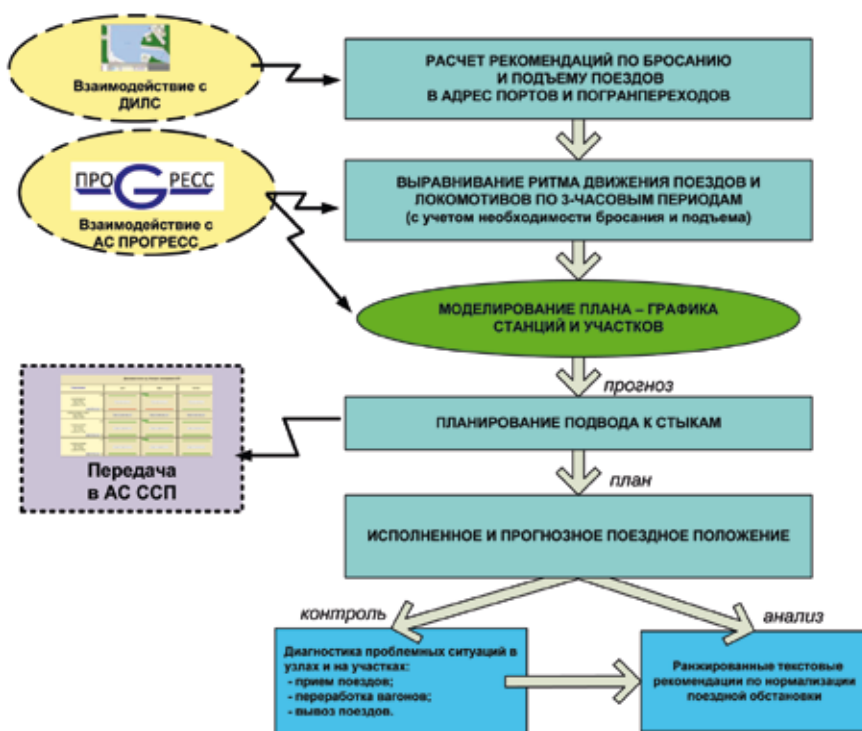 Взаимодействие с
ДИЛС
РАСЧЕТ РЕКОМЕНДАЦИЙ ПО БРОСАНИЮ
И ПОДЪЕМУ ПОЕЗДОВ
В АДРЕС ПОРТОВ И ПОГРАНПЕРЕХОДОВ
ПРО G РЕСС
Взаимодействие с
АС ПРОГРЕСС
ВЫРАВНИВАНИЕ РИТМА ДВИЖЕНИЯ ПОЕЗДОВ И
ЛОКОМОТИВОВ ПО 3-ЧАСОВЫМ ПЕРИОДАМ
(с учетом необходимости бросания и подъема)
МОДЕЛИРОВАНИЕ ПЛАНА – ГРАФИКА
СТАНЦИЙ И УЧАСТКОВ
прогноз
ПЛАНИРОВАНИЕ ПОДВОДА К СТЫКАМ
Передача
в АС ССП
план
ИСПОЛНЕННОЕ И ПРОГНОЗНОЕ ПОЕЗДНОЕ ПОЛОЖЕНИЕ
контроль
анализ
Диагностика проблемных ситуаций в
узлах и на участках:
- прием поездов;
- переработка вагонов;
- вывоз поездов.
Ранжированные текстовые
рекомендации по нормализации
поездной обстановки